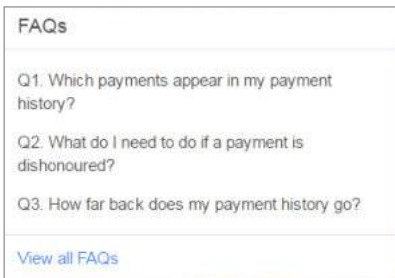 FAQs
Q1. Which payments appear in my payment
history?
Q2. What do I need to do if a payment is
dishonoured?
Q3. How far back does my payment history go?
View all FAQs